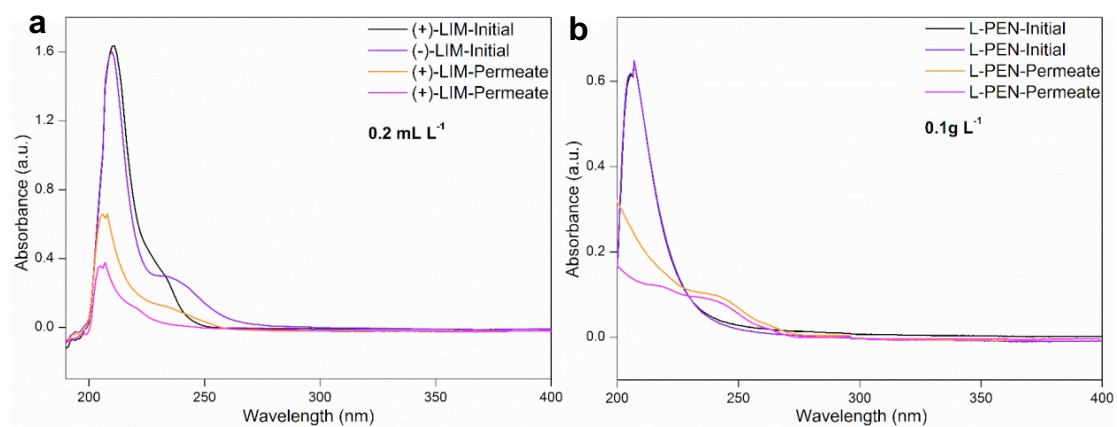 a
(+)-LIM-Initial
(-)-LIM-Initial
(+)-LIM-Permeate
(+)-LIM-Permeate
0.2 mL L⁻¹
1.6
1.2
0.8
0.4
0.0
Absorbance (a.u.)
200 250 300 350 400
Wavelength (nm)
b
L-PEN-Initial
L-PEN-Initial
L-PEN-Permeate
L-PEN-Permeate
0.1g L⁻¹
0.6
0.4
0.2
0.0
Absorbance (a.u.)
200 250 300 350 400
Wavelength (nm)